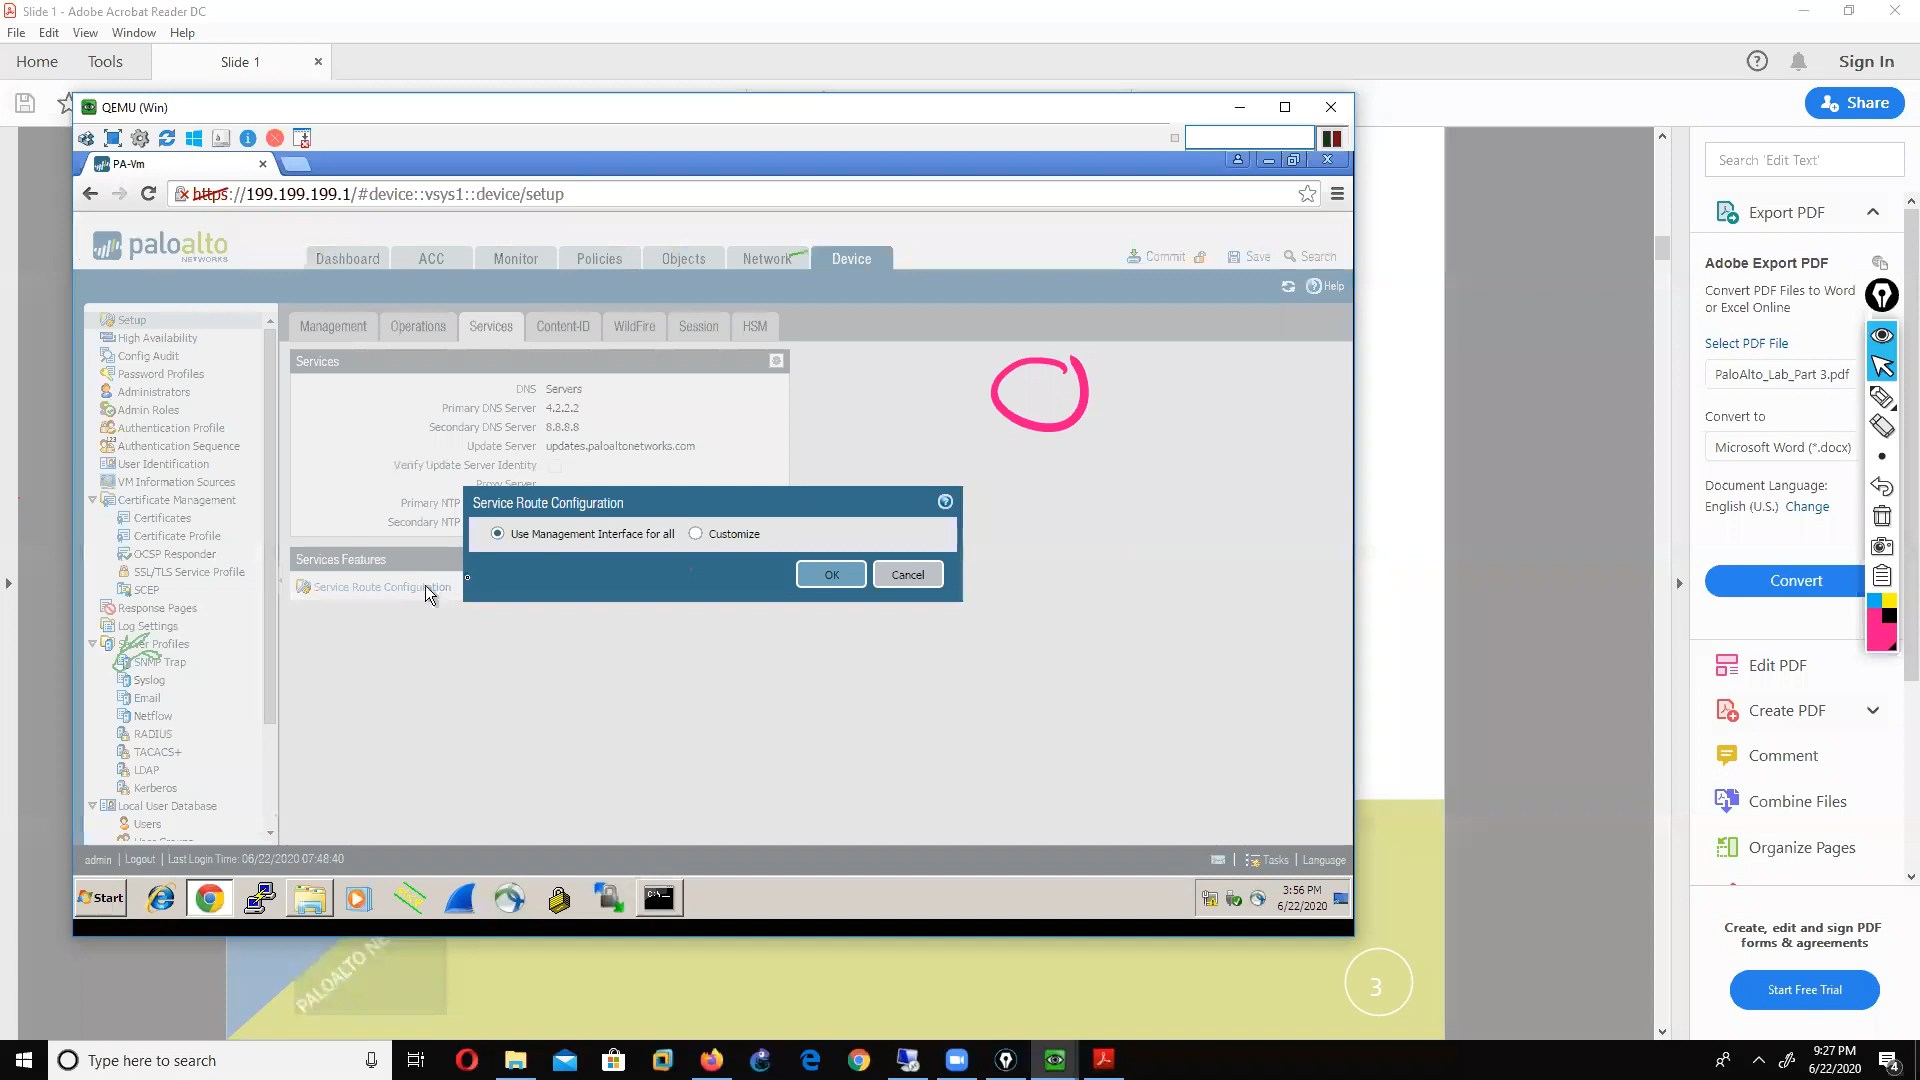 Slide 1 - Adobe Acrobat Reader DC
File Edit View Window Help
Home Tools Slide 1 Sign In
Share
QEMU (Win)
PA-Vm
https://199.199.199.1/#device::vsys1::device/setup
paloalto
NETWORKS
Dashboard ACC Monitor Policies Objects Network Device
Commit Save Search
Help
Setup
High Availability
Config Audit
Password Profiles
Administrators
Admin Roles
Authentication Profile
Authentication Sequence
User Identification
VM Information Sources
Certificate Management
Certificates
Certificate Profile
OCSP Responder
SSL/TLS Service Profile
SCEP
Response Pages
Log Settings
Server Profiles
SNMP Trap
Syslog
Email
Netflow
RADIUS
TACACS+
LDAP
Kerberos
Local User Database
Users
Management Operations Services Content-ID WildFire Session HSM
Services
DNS Servers
Primary DNS Server 4.2.2.2
Secondary DNS Server 8.8.8.8
Update Server updates.paloaltonetworks.com
Verify Update Server Identity
Proxy Server
Primary NTP
Secondary NTP
Services Features
Service Route Configuration
Service Route Configuration
Use Management Interface for all Customize
OK Cancel
admin | Logout | Last Login Time: 06/22/2020 07:48:40
Tasks | Language
Start
3:56 PM
6/22/2020
PALOALTO NE
3
Search 'Edit Text'
Export PDF
Adobe Export PDF
Convert PDF Files to Word
or Excel Online
Select PDF File
PaloAlto_Lab_Part 3.pdf
Convert to
Microsoft Word (*.docx)
Document Language:
English (U.S.) Change
Convert
Edit PDF
Create PDF
Comment
Combine Files
Organize Pages
Create, edit and sign PDF
forms & agreements
Start Free Trial
Type here to search
9:27 PM
6/22/2020
4